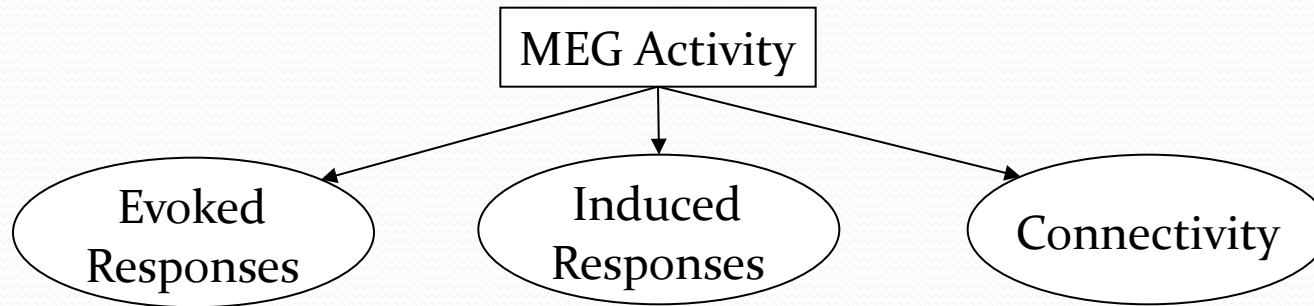 MEG Activity
Evoked
Responses
Induced
Responses
Connectivity